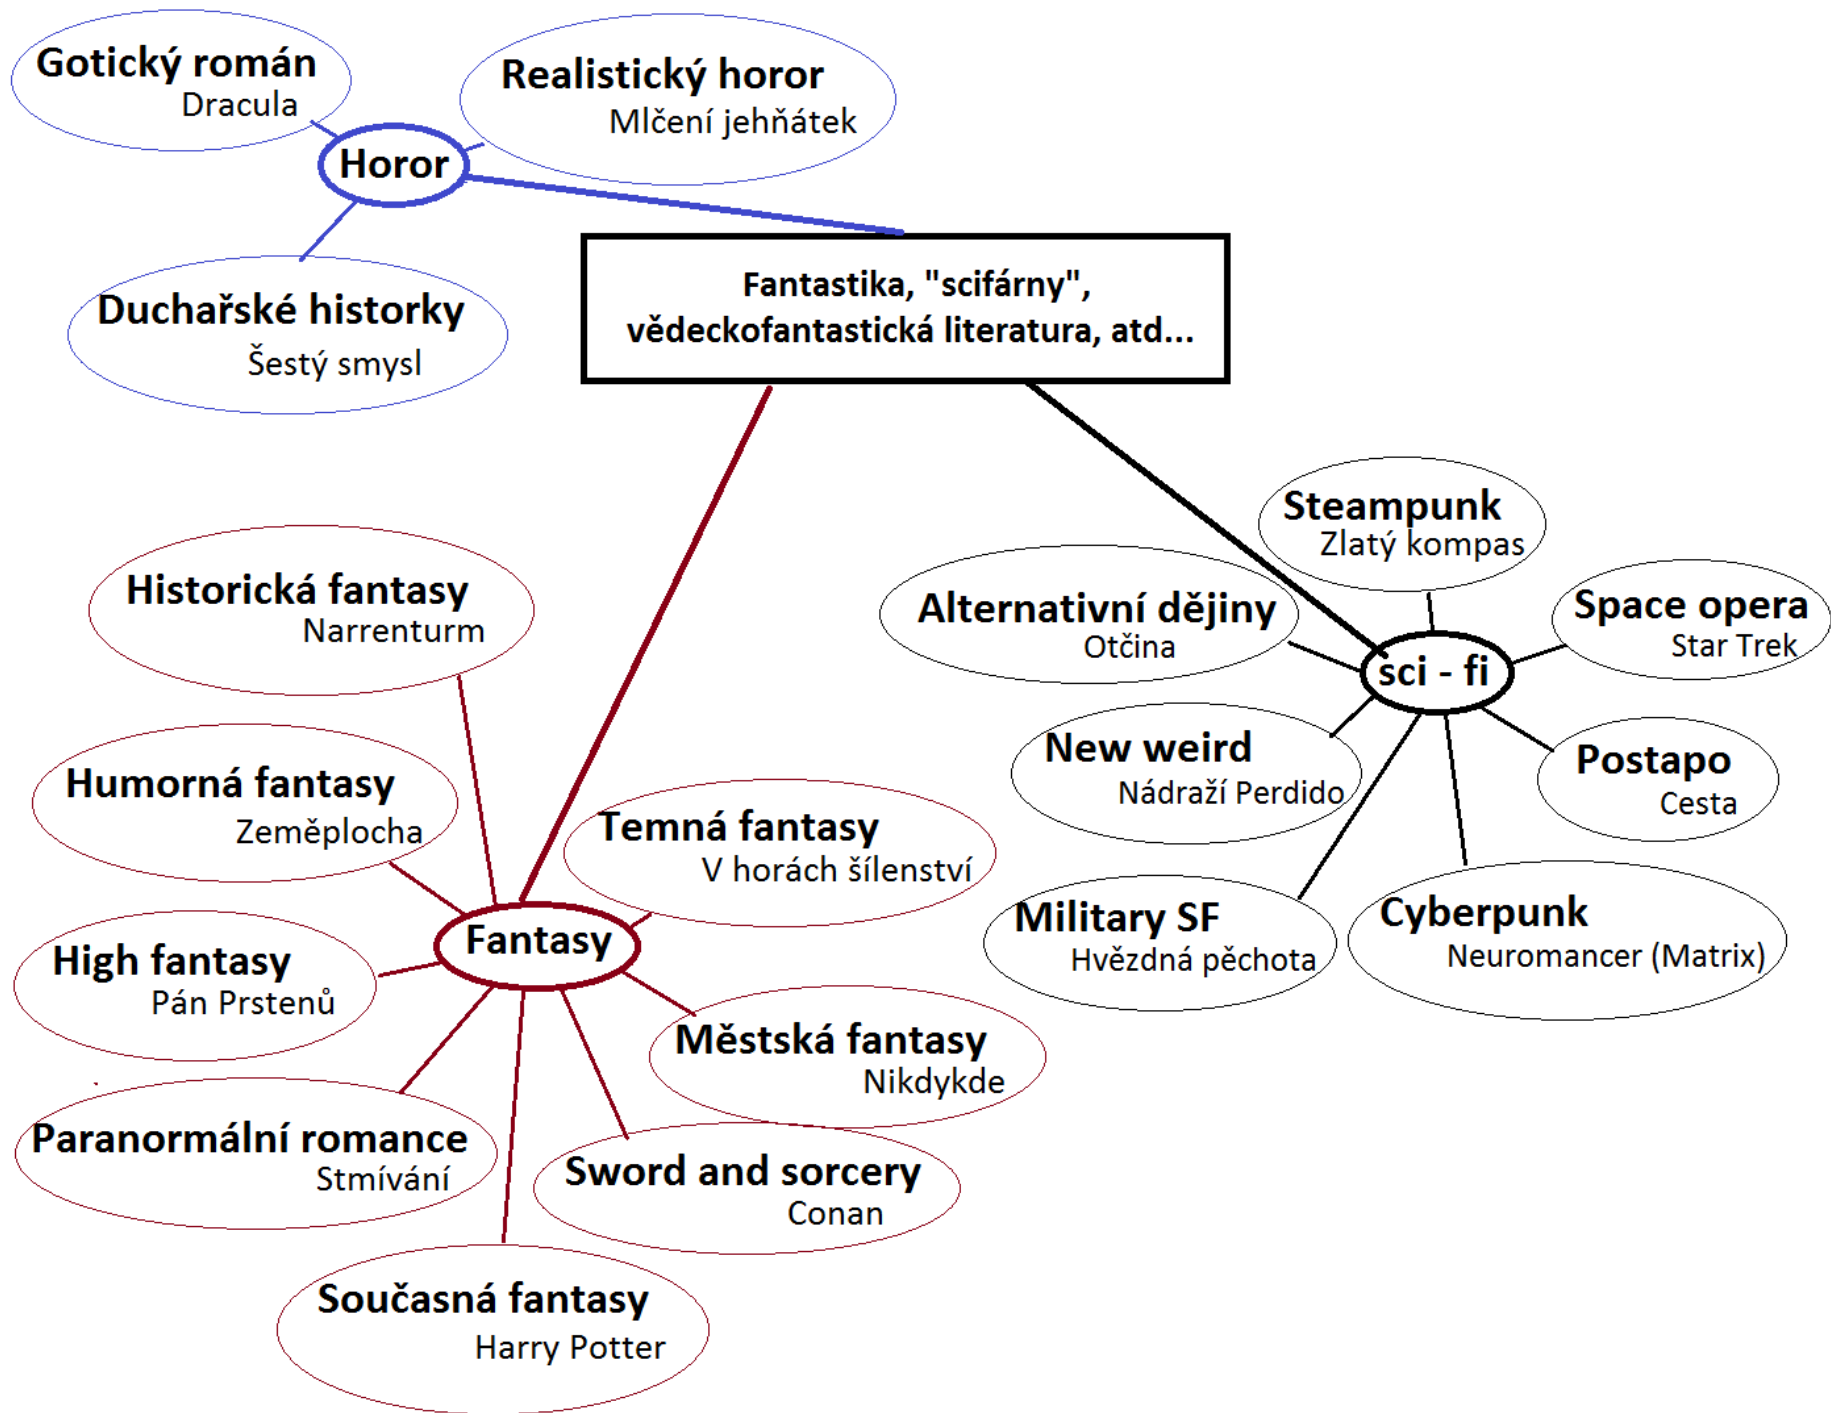 Gotický román
Dracula
Realistický horor
Mlčení jehňátek
Horor
Duchařské historky
Šestý smysl
Fantastika, "scifárny",
vědeckofantastická literatura, atd...
Steampunk
Zlatý kompas
Alternativní dějiny
Otčina
Space opera
Star Trek
sci - fi
New weird
Nádraží Perdido
Postapo
Cesta
Military SF
Hvězdná pěchota
Cyberpunk
Neuromancer (Matrix)
Historická fantasy
Narrenturm
Humorná fantasy
Zeměplocha
Temná fantasy
V horách šílenství
Fantasy
High fantasy
Pán Prstenů
Městská fantasy
Nikdykde
Paranormální romance
Stmívání
Sword and sorcery
Conan
Současná fantasy
Harry Potter